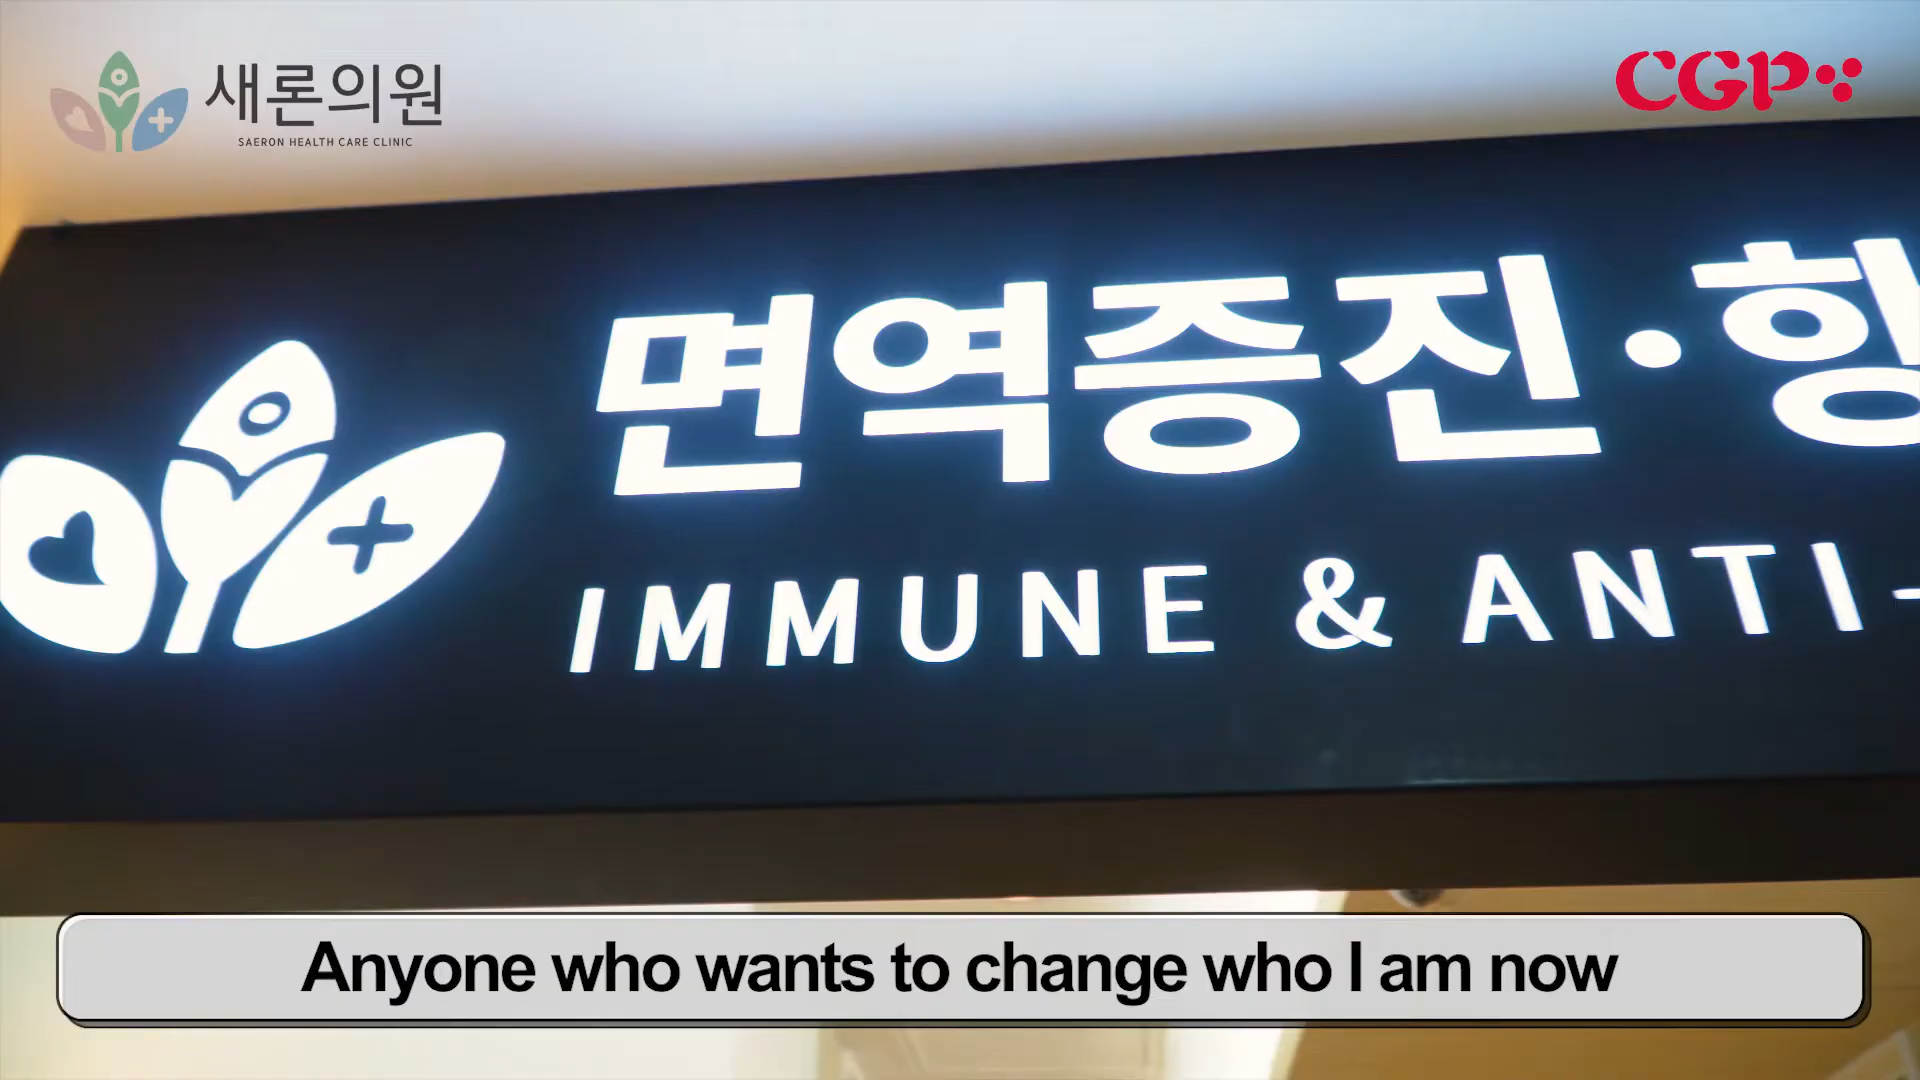 새론의원
SAERON HEALTH CARE CLINIC
CGP
면역증진·항
IMMUNE & ANTI-
Anyone who wants to change who I am now